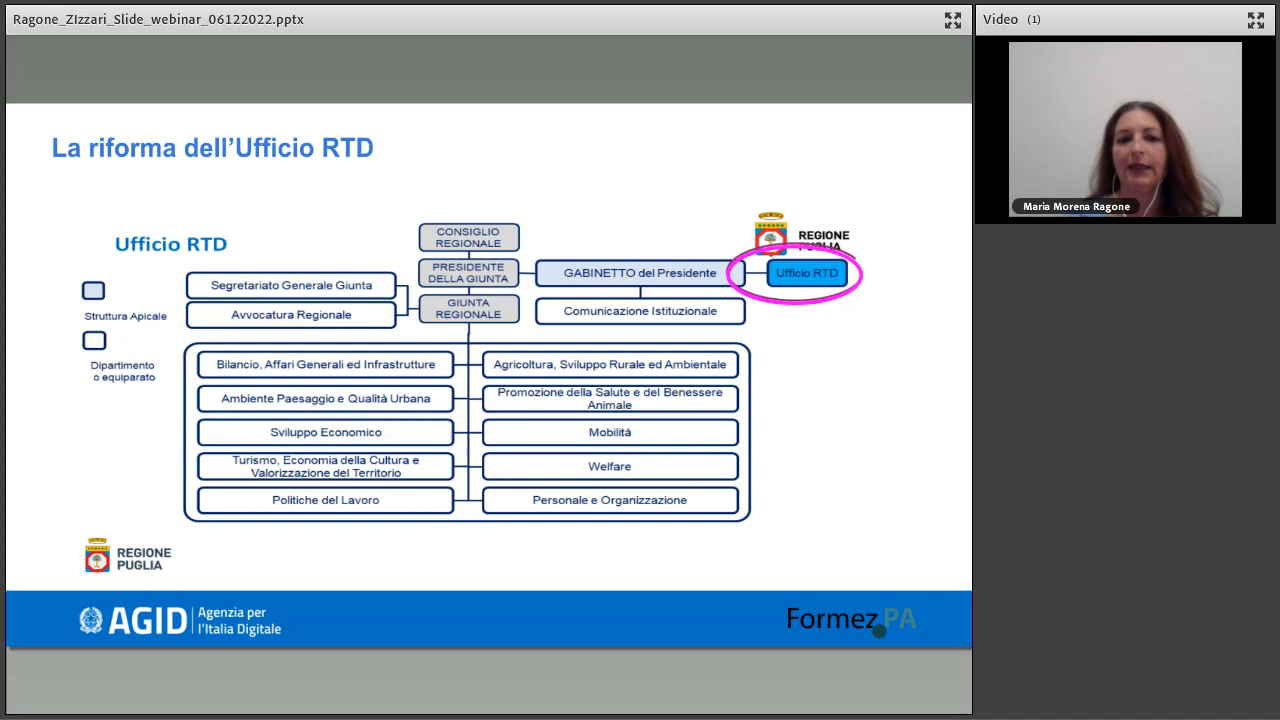 Ragone_ZIzzari_Slide_webinar_06122022.pptx
Video (1)
Maria Morena Ragone
La riforma dell’Ufficio RTD
Ufficio RTD
CONSIGLIO
REGIONALE
REGIONE
PUGLIA
PRESIDENTE
DELLA GIUNTA
GABINETTO del Presidente
Ufficio RTD
Segretariato Generale Giunta
GIUNTA
REGIONALE
Avvocatura Regionale
Comunicazione Istituzionale
Struttura Apicale
Dipartimento
o equiparato
Bilancio, Affari Generali ed Infrastrutture
Agricoltura, Sviluppo Rurale ed Ambientale
Ambiente Paesaggio e Qualità Urbana
Promozione della Salute e del Benessere
Animale
Sviluppo Economico
Mobilità
Turismo, Economia della Cultura e
Valorizzazione del Territorio
Welfare
Politiche del Lavoro
Personale e Organizzazione
REGIONE
PUGLIA
AGID
Agenzia per
l’Italia Digitale
Formez PA